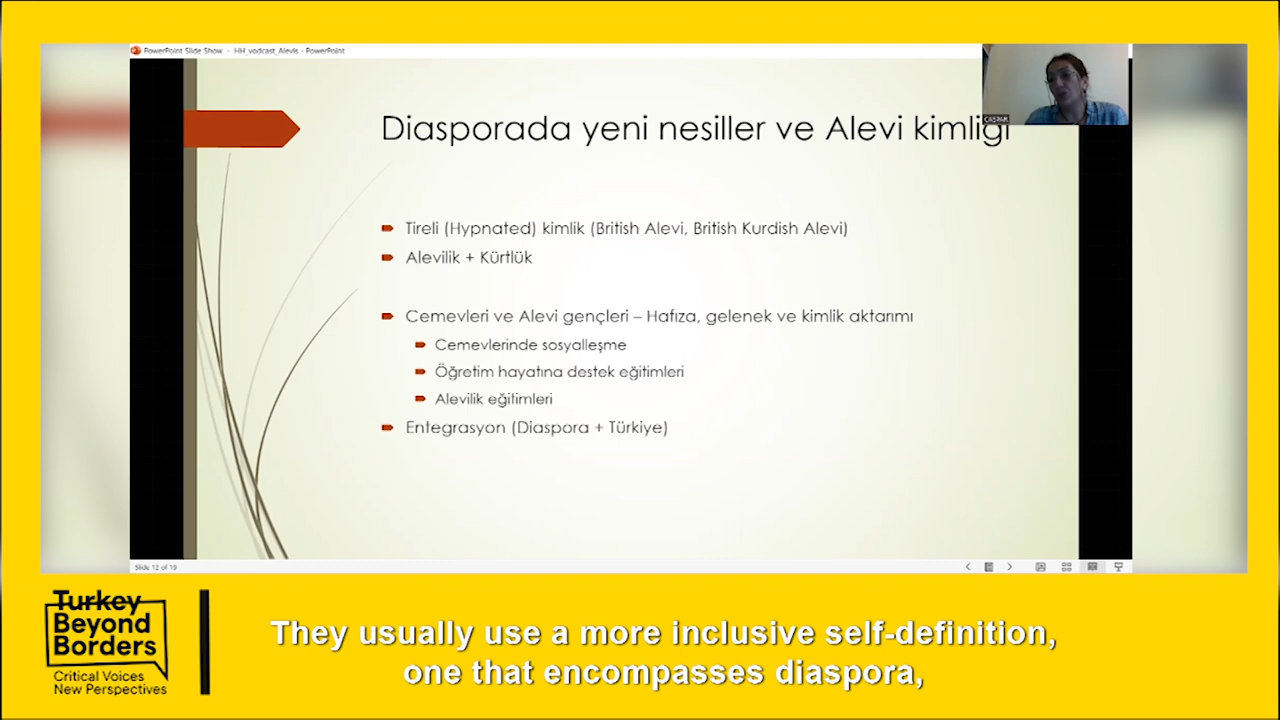 PowerPoint Slide Show - HH_vodcast_Alevis - PowerPoint
CASPAR
Diasporada yeni nesiller ve Alevi kimliği
Tireli (Hypnated) kimlik (British Alevi, British Kurdish Alevi)
Alevilik + Kürtlük
Cemevleri ve Alevi gençleri – Hafıza, gelenek ve kimlik aktarımı
Cemevlerinde sosyalleşme
Öğretim hayatına destek eğitimleri
Alevilik eğitimleri
Entegrasyon (Diaspora + Türkiye)
Slide 12 of 19
Turkey
Beyond
Borders
Critical Voices
New Perspectives
They usually use a more inclusive self-definition,
one that encompasses diaspora,